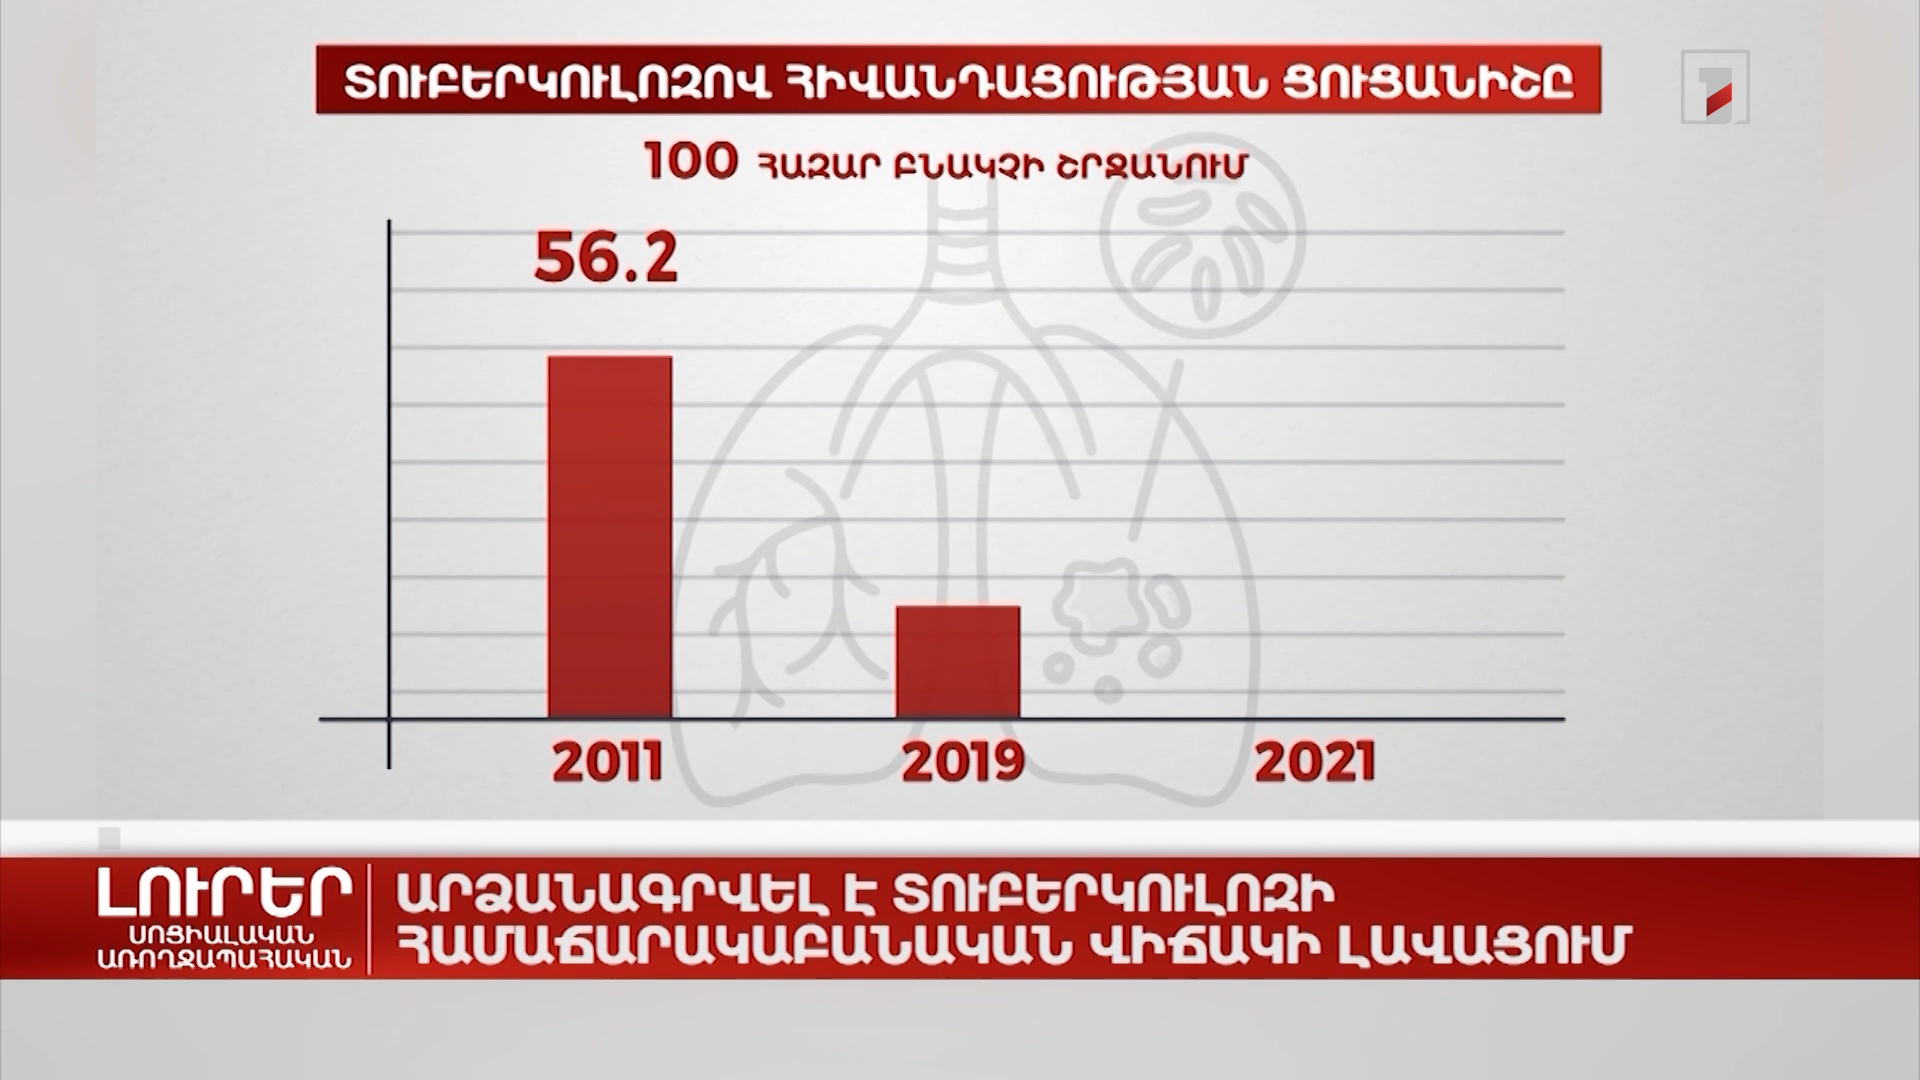 ՏՈՒԲԵՐԿՈՒԼՈԶՈՎ ՀԻՎԱՆԴԱՑՈՒԹՅԱՆ ՑՈՒՑԱՆԻՇԸ
100 ՀԱԶԱՐ ԲՆԱԿՉԻ ՇՐՋԱՆՈՒՄ
56.2
2011 2019 2021
ԼՈՒՐԵՐ
ՍՈՑԻԱԼԱԿԱՆ
ԱՌՈՂՋԱՊԱՀԱԿԱՆ
ԱՐՁԱՆԱԳՐՎԵԼ Է ՏՈՒԲԵՐԿՈՒԼՈԶԻ
ՀԱՄԱՃԱՐԱԿԱԲԱՆԱԿԱՆ ՎԻՃԱԿԻ ԼԱՎԱՑՈՒՄ